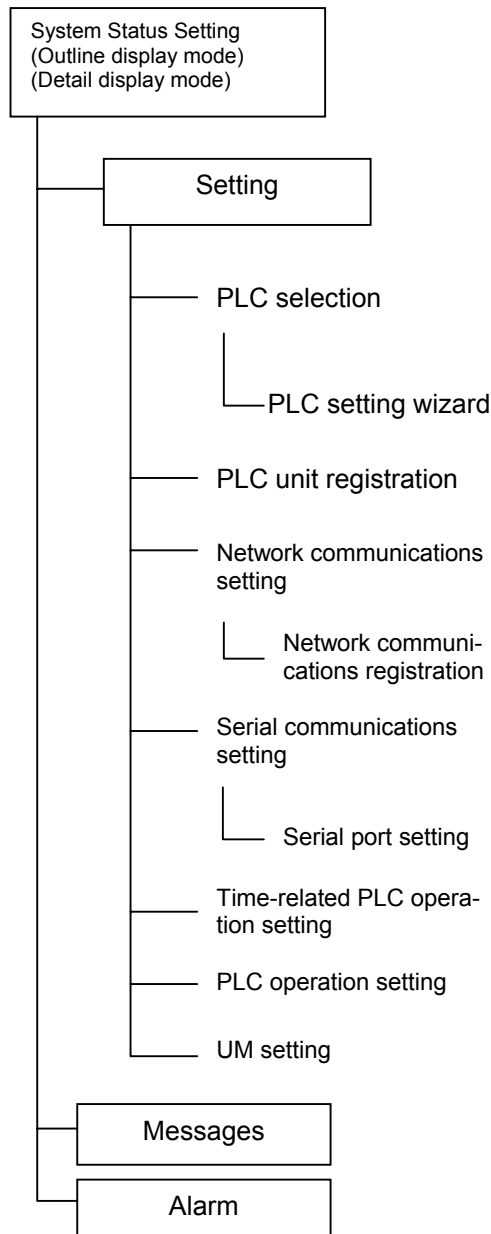 System Status Setting
(Outline display mode)
(Detail display mode)
Setting
PLC selection
PLC setting wizard
PLC unit registration
Network communications
setting
Network communi-
cations registration
Serial communications
setting
Serial port setting
Time-related PLC opera-
tion setting
PLC operation setting
UM setting
Messages
Alarm